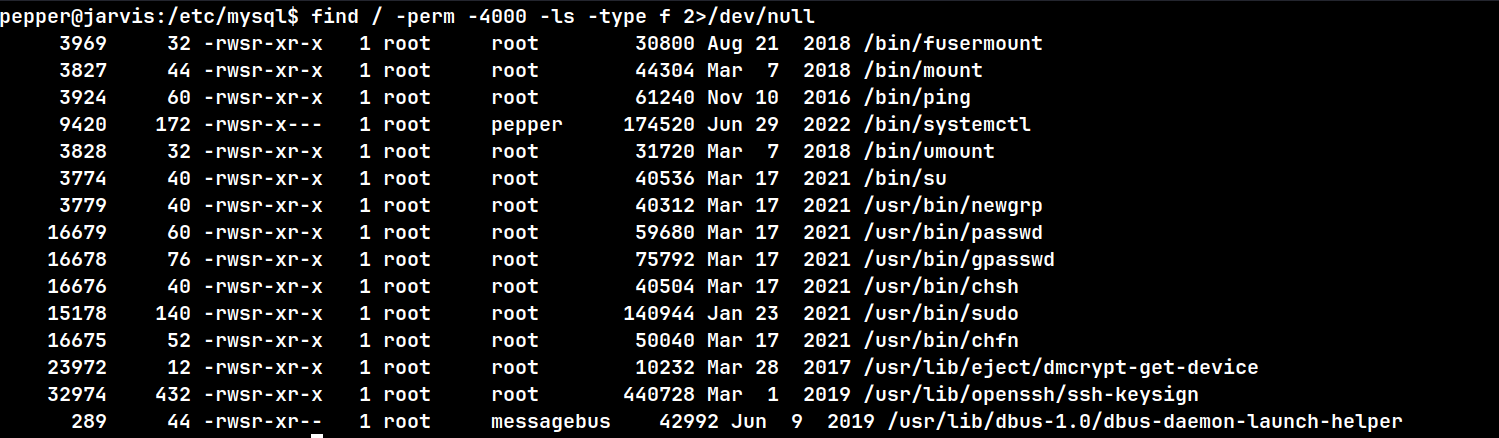 pepper@jarvis:/etc/mysql$ find / -perm -4000 -ls -type f 2>/dev/null
3969 32 -rwsr-xr-x 1 root root 30800 Aug 21 2018 /bin/fusermount
3827 44 -rwsr-xr-x 1 root root 44304 Mar 7 2018 /bin/mount
3924 60 -rwsr-xr-x 1 root root 61240 Nov 10 2016 /bin/ping
9420 172 -rwsr-x--- 1 root pepper 174520 Jun 29 2022 /bin/systemctl
3828 32 -rwsr-xr-x 1 root root 31720 Mar 7 2018 /bin/umount
3774 40 -rwsr-xr-x 1 root root 40536 Mar 17 2021 /bin/su
3779 40 -rwsr-xr-x 1 root root 40312 Mar 17 2021 /usr/bin/newgrp
16679 60 -rwsr-xr-x 1 root root 59680 Mar 17 2021 /usr/bin/passwd
16678 76 -rwsr-xr-x 1 root root 75792 Mar 17 2021 /usr/bin/gpasswd
16676 40 -rwsr-xr-x 1 root root 40504 Mar 17 2021 /usr/bin/chsh
15178 140 -rwsr-xr-x 1 root root 140944 Jan 23 2021 /usr/bin/sudo
16675 52 -rwsr-xr-x 1 root root 50040 Mar 17 2021 /usr/bin/chfn
23972 12 -rwsr-xr-x 1 root root 10232 Mar 28 2017 /usr/lib/eject/dmcrypt-get-device
32974 432 -rwsr-xr-x 1 root root 440728 Mar 1 2019 /usr/lib/openssh/ssh-keysign
289 44 -rwsr-xr-- 1 root messagebus 42992 Jun 9 2019 /usr/lib/dbus-1.0/dbus-daemon-launch-helper